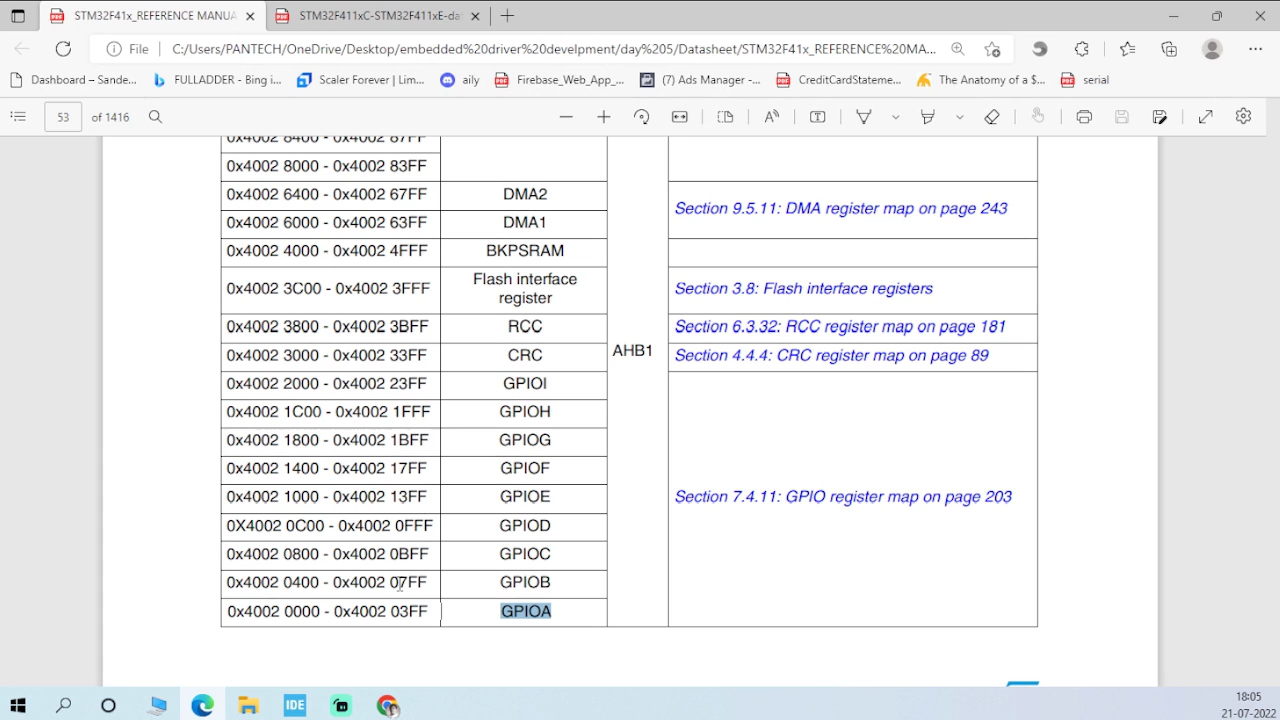 STM32F41x_REFERENCE MANUA
STM32F411xC-STM32F411xE-da
File
C:/Users/PANTECH/OneDrive/Desktop/embedded%20driver%20develpment/day%205/Datasheet/STM32F41x_REFERENCE%20MA...
Dashboard – Sande...
FULLADDER - Bing i...
Scaler Forever | Lim...
aily
Firebase_Web_App_...
(7) Ads Manager -...
CreditCardStateme...
The Anatomy of a $...
serial
53 of 1416
0x4002 8400 - 0x4002 87FF
0x4002 8000 - 0x4002 83FF
0x4002 6400 - 0x4002 67FF DMA2
Section 9.5.11: DMA register map on page 243
0x4002 6000 - 0x4002 63FF DMA1
0x4002 4000 - 0x4002 4FFF BKPSRAM
0x4002 3C00 - 0x4002 3FFF Flash interface
register
Section 3.8: Flash interface registers
0x4002 3800 - 0x4002 3BFF RCC Section 6.3.32: RCC register map on page 181
AHB1
0x4002 3000 - 0x4002 33FF CRC Section 4.4.4: CRC register map on page 89
0x4002 2000 - 0x4002 23FF GPIOI
0x4002 1C00 - 0x4002 1FFF GPIOH
0x4002 1800 - 0x4002 1BFF GPIOG
0x4002 1400 - 0x4002 17FF GPIOF
0x4002 1000 - 0x4002 13FF GPIOE Section 7.4.11: GPIO register map on page 203
0X4002 0C00 - 0x4002 0FFF GPIOD
0x4002 0800 - 0x4002 0BFF GPIOC
0x4002 0400 - 0x4002 07FF GPIOB
0x4002 0000 - 0x4002 03FF GPIOA
IDE
18:05
21-07-2022